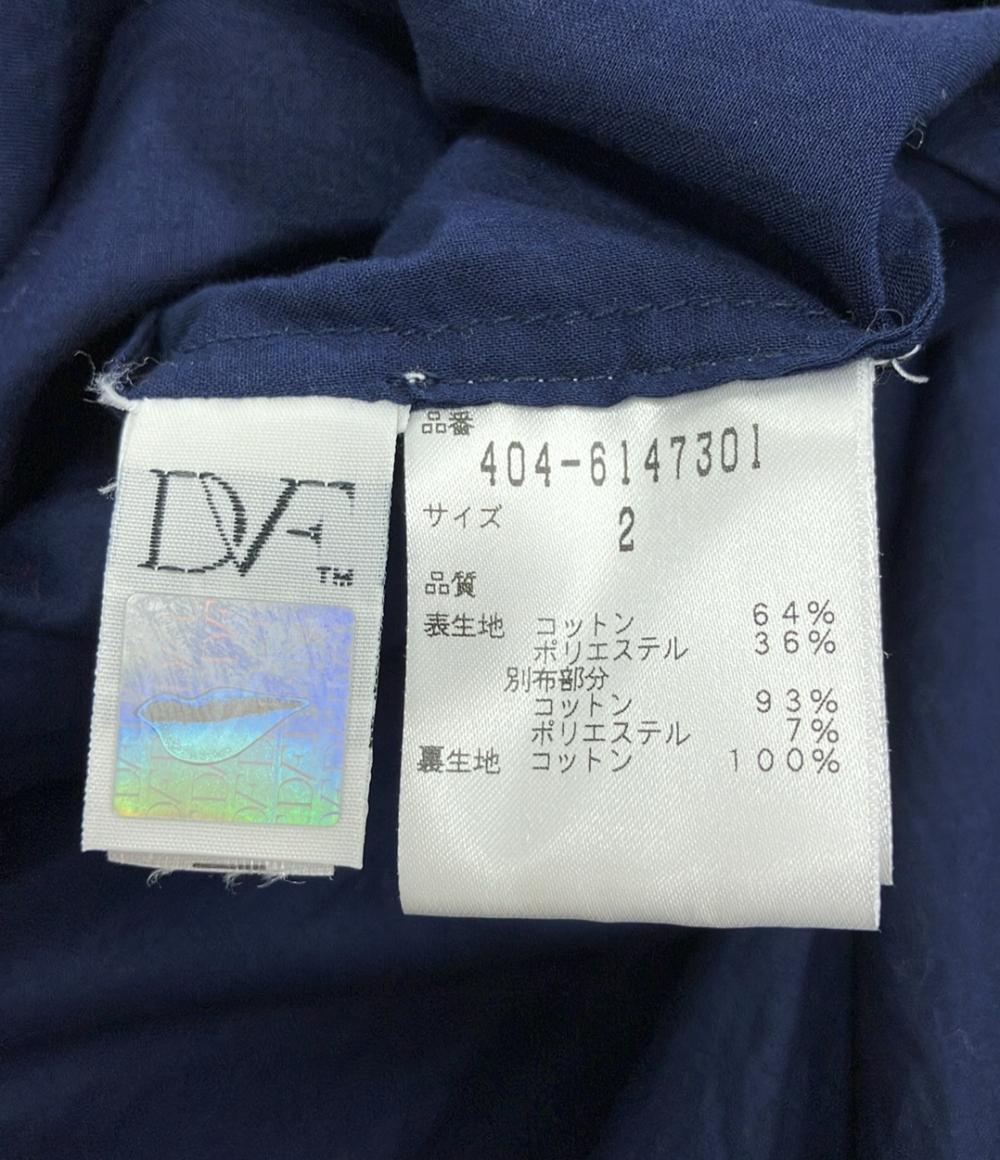 DVF
TM
品番
404-6147301
サイズ 2
品質
表生地 コットン 64%
ポリエステル 36%
別布部分
コットン 93%
ポリエステル 7%
裏生地 コットン 100%